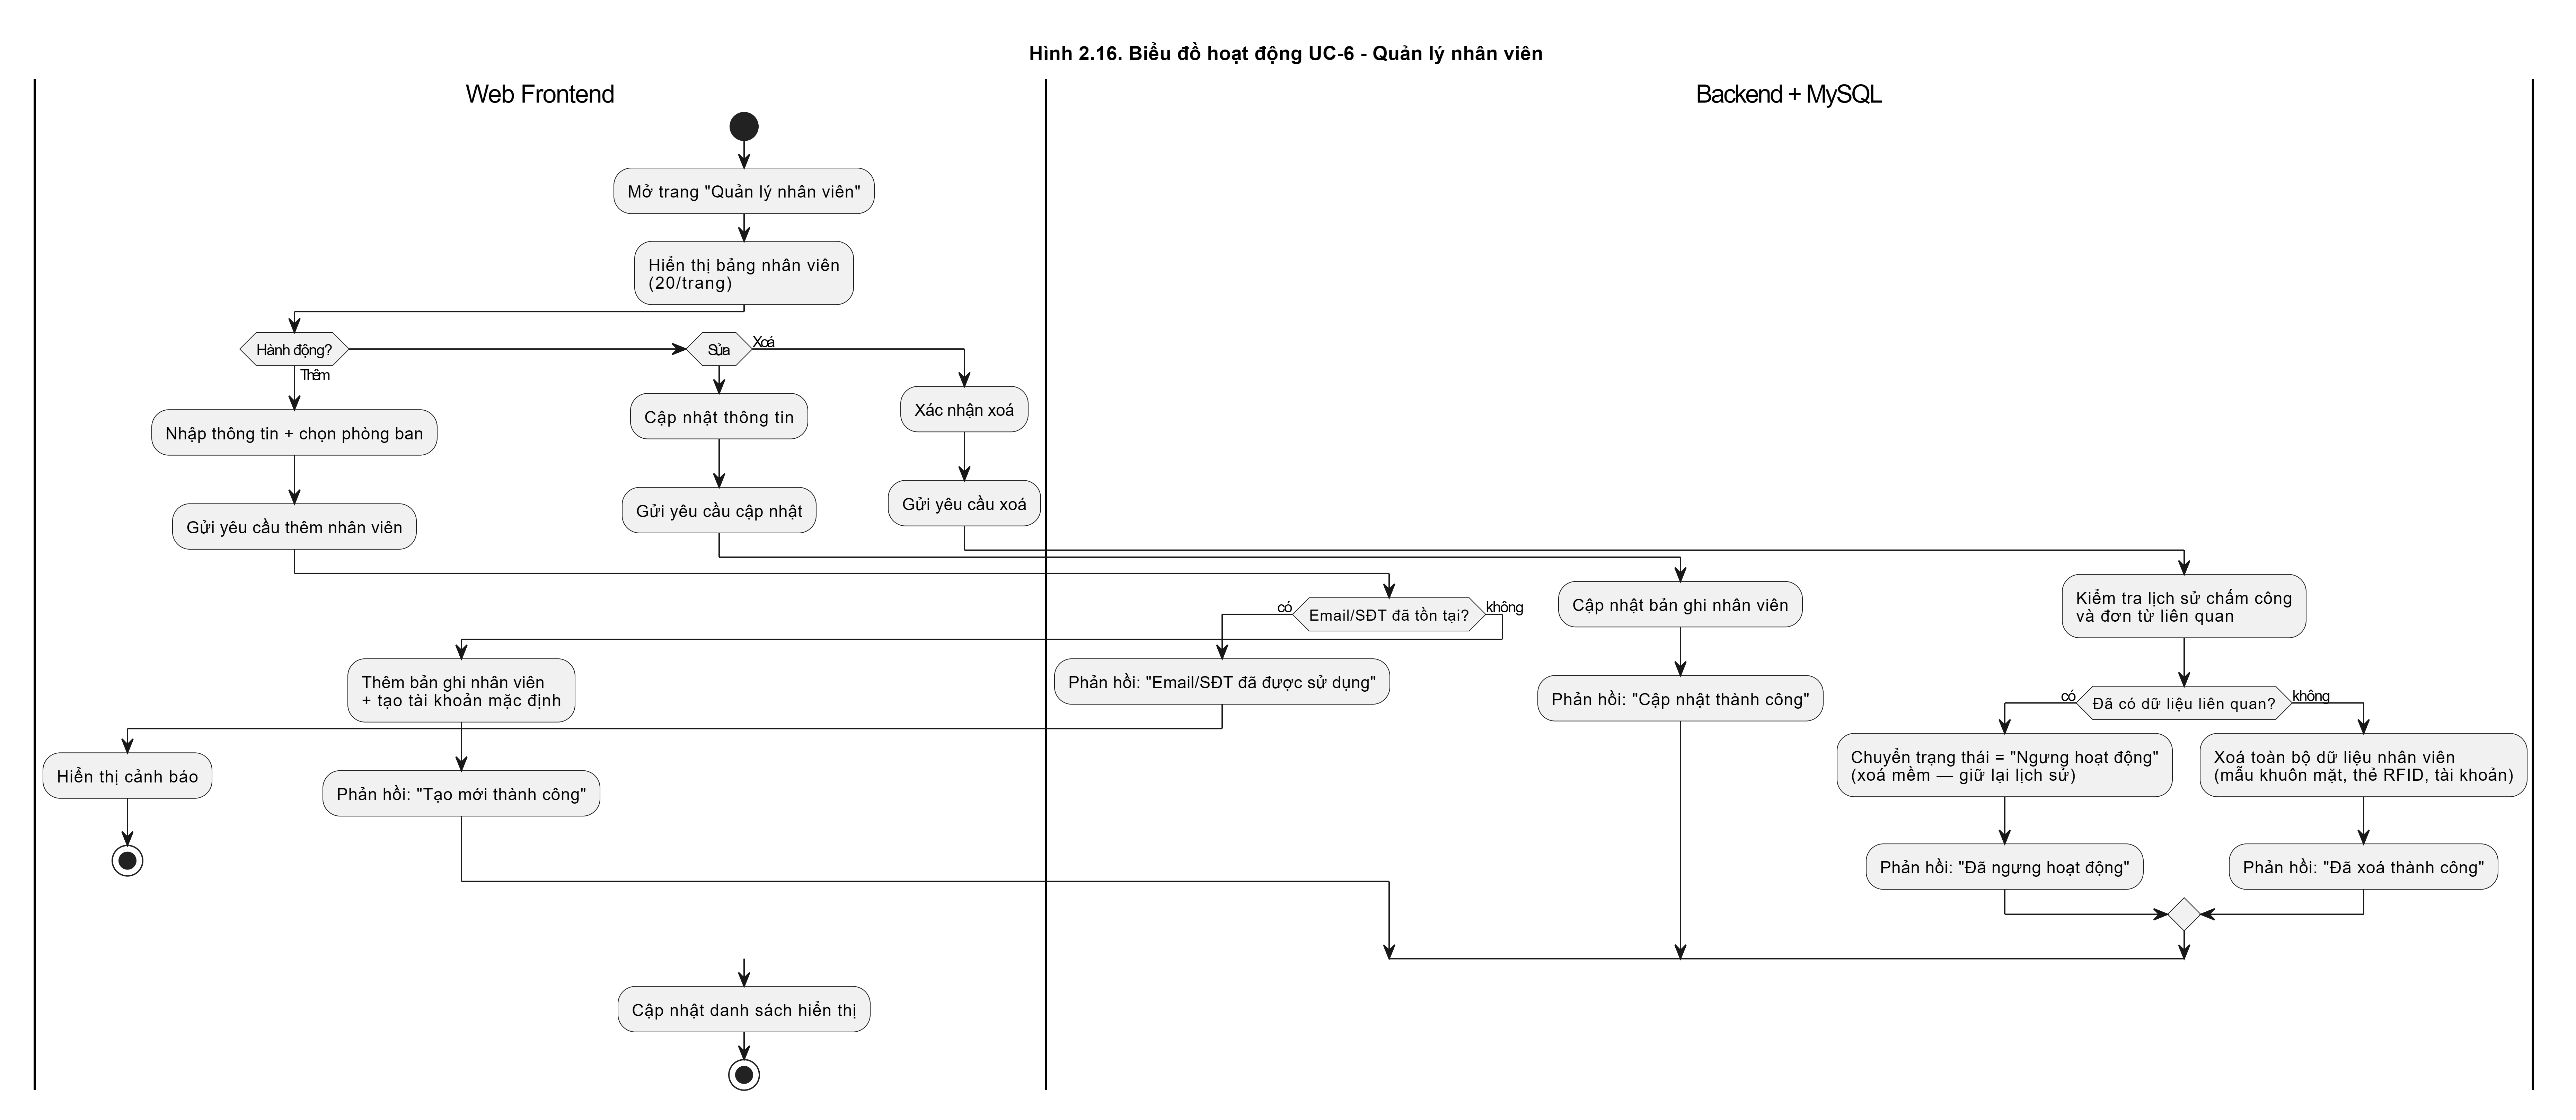 Hình 2.16. Biểu đồ hoạt động UC-6 - Quản lý nhân viên
Web Frontend
Backend + MySQL
Mở trang "Quản lý nhân viên"
Hiển thị bảng nhân viên
(20/trang)
Hành động?
Thêm
Sửa
Xoá
Nhập thông tin + chọn phòng ban
Cập nhật thông tin
Xác nhận xoá
Gửi yêu cầu thêm nhân viên
Gửi yêu cầu cập nhật
Gửi yêu cầu xoá
có
Email/SĐT đã tồn tại?
không
Cập nhật bản ghi nhân viên
Kiểm tra lịch sử chấm công
và đơn từ liên quan
Thêm bản ghi nhân viên
+ tạo tài khoản mặc định
Phản hồi: "Email/SĐT đã được sử dụng"
Phản hồi: "Cập nhật thành công"
có
Đã có dữ liệu liên quan?
không
Hiển thị cảnh báo
Phản hồi: "Tạo mới thành công"
Chuyển trạng thái = "Ngưng hoạt động"
(xoá mềm — giữ lại lịch sử)
Xoá toàn bộ dữ liệu nhân viên
(mẫu khuôn mặt, thẻ RFID, tài khoản)
Phản hồi: "Đã ngưng hoạt động"
Phản hồi: "Đã xoá thành công"
Cập nhật danh sách hiển thị